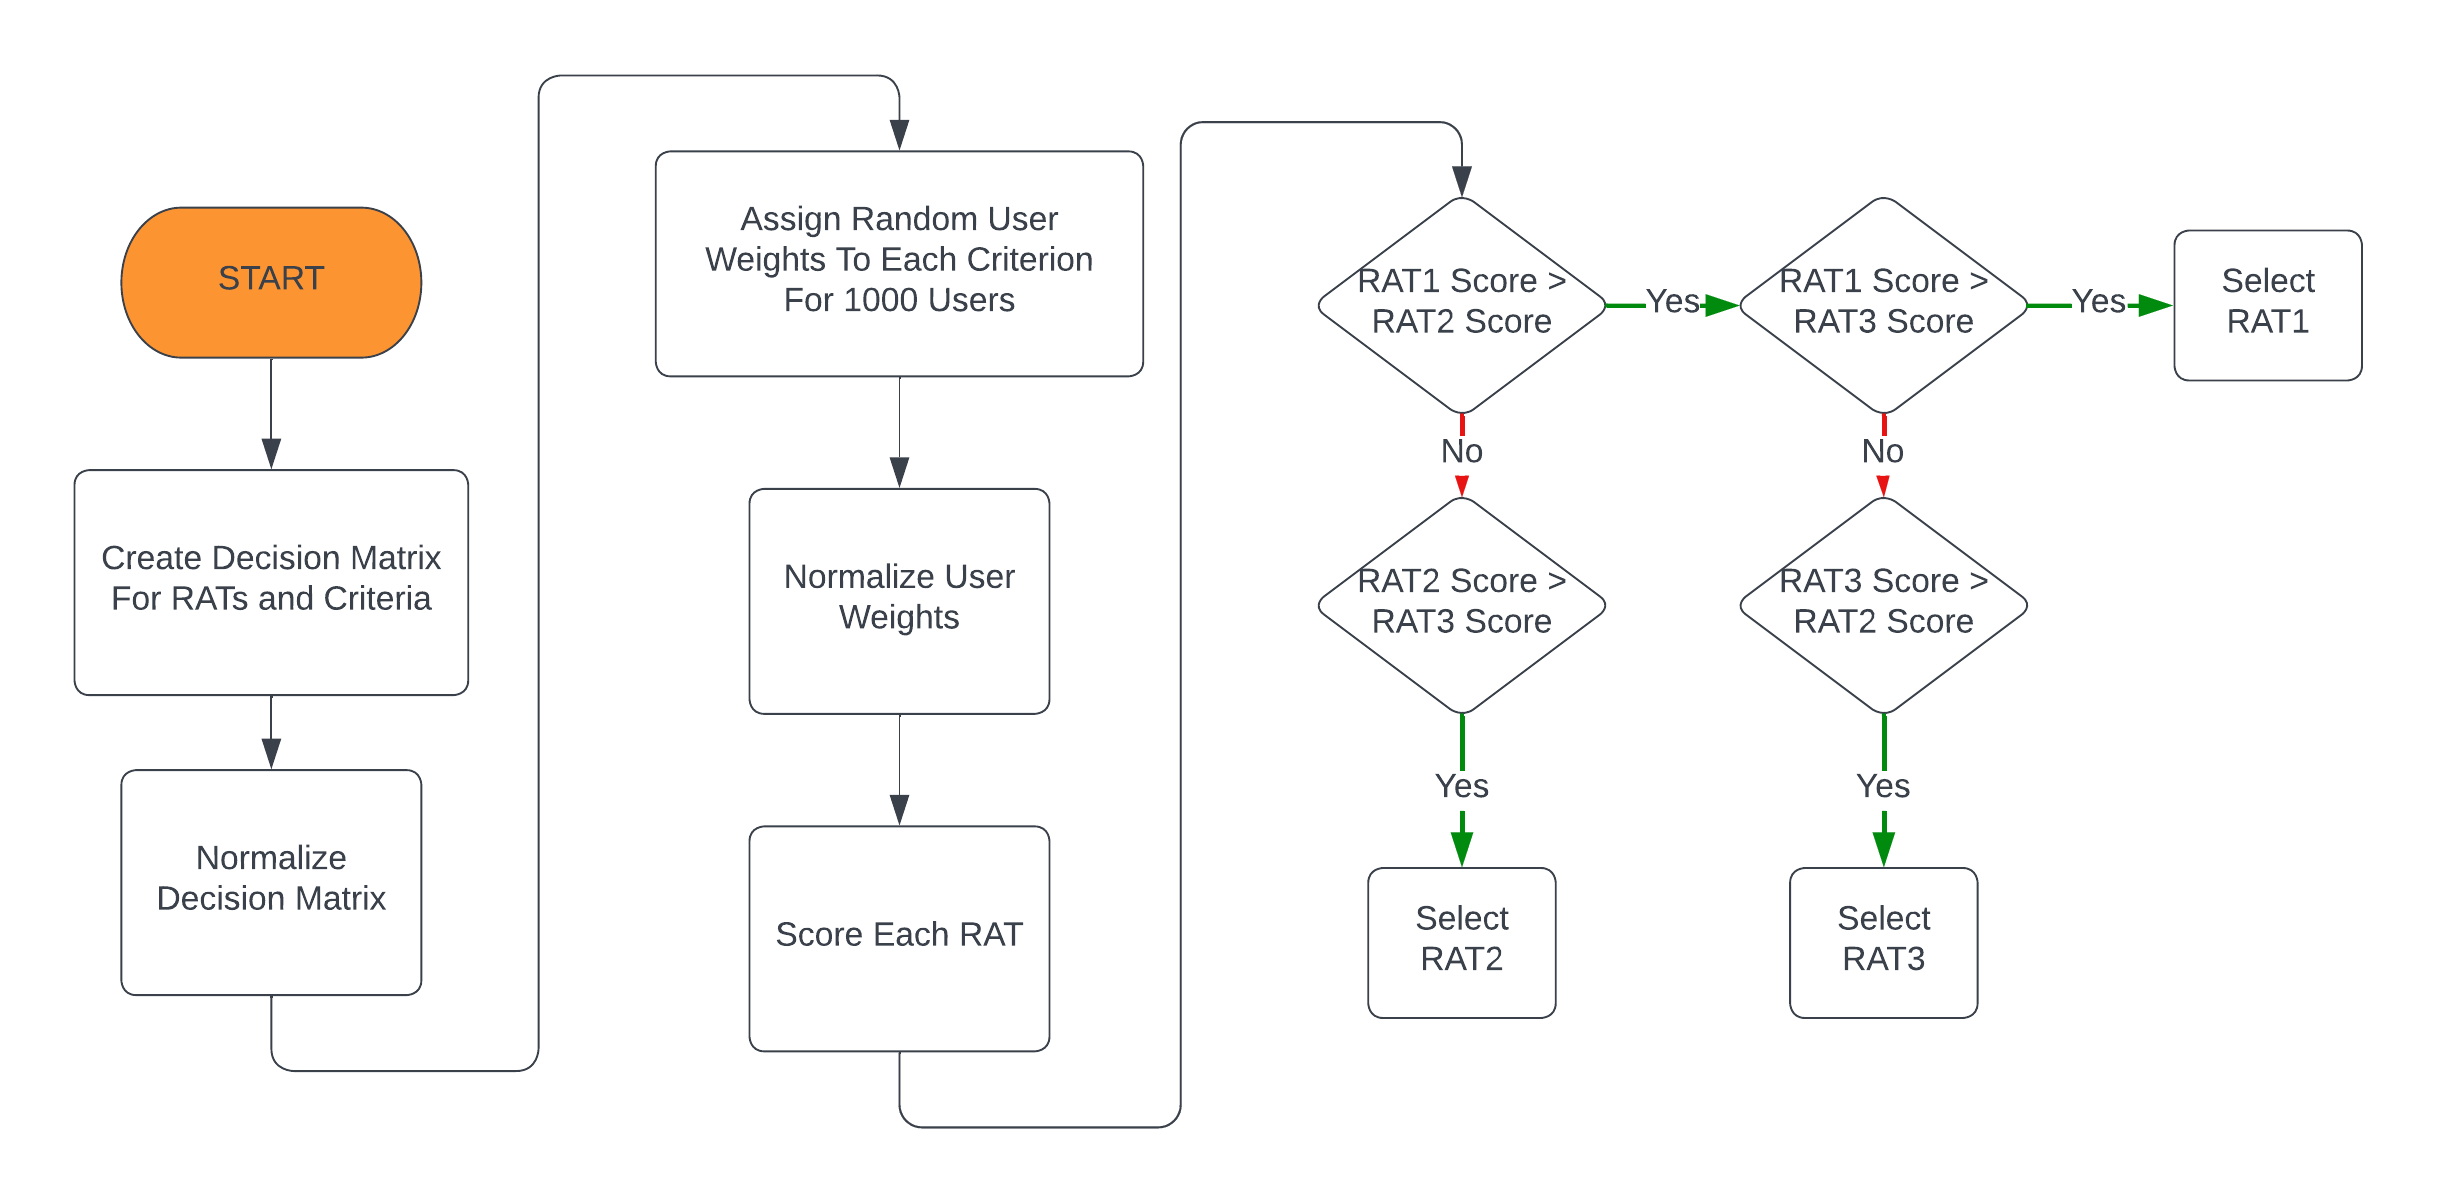 START
Create Decision Matrix
For RATs and Criteria
Normalize
Decision Matrix
Assign Random User
Weights To Each Criterion
For 1000 Users
Normalize User
Weights
Score Each RAT
RAT1 Score >
RAT2 Score
Yes
RAT1 Score >
RAT3 Score
Yes
Select
RAT1
No
No
RAT2 Score >
RAT3 Score
RAT3 Score >
RAT2 Score
Yes
Yes
Select
RAT2
Select
RAT3